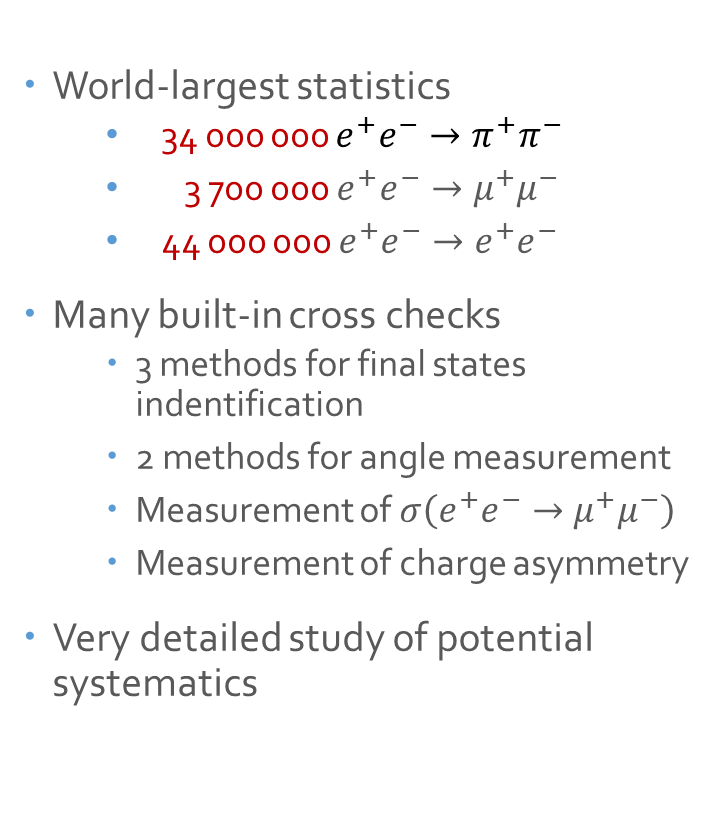 • World-largest statistics
• 34 000 000 e⁺e⁻ → π⁺π⁻
• 3 700 000 e⁺e⁻ → μ⁺μ⁻
• 44 000 000 e⁺e⁻ → e⁺e⁻
• Many built-in cross checks
• 3 methods for final states
indentification
• 2 methods for angle measurement
• Measurement of σ(e⁺e⁻ → μ⁺μ⁻)
• Measurement of charge asymmetry
• Very detailed study of potential
systematics